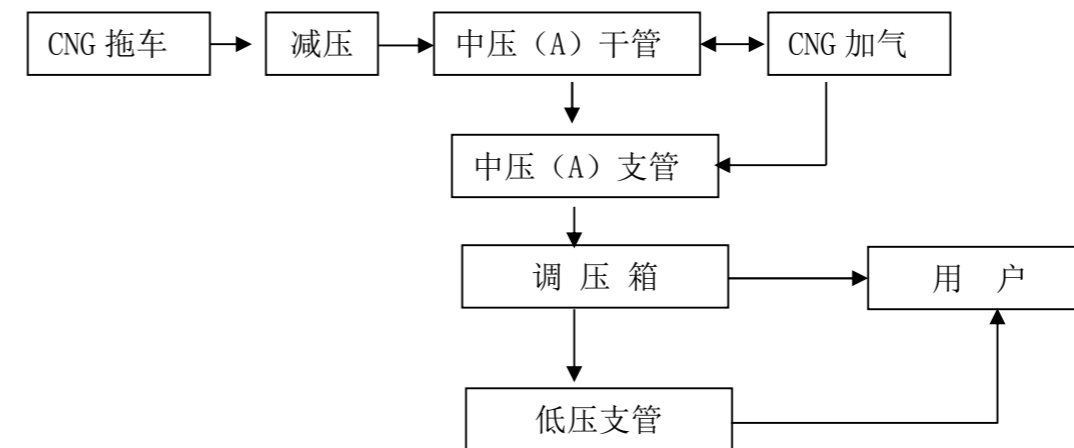 CNG 拖车
减压
中压（A）干管
CNG 加气
中压（A）支管
调 压 箱
用 户
低压支管